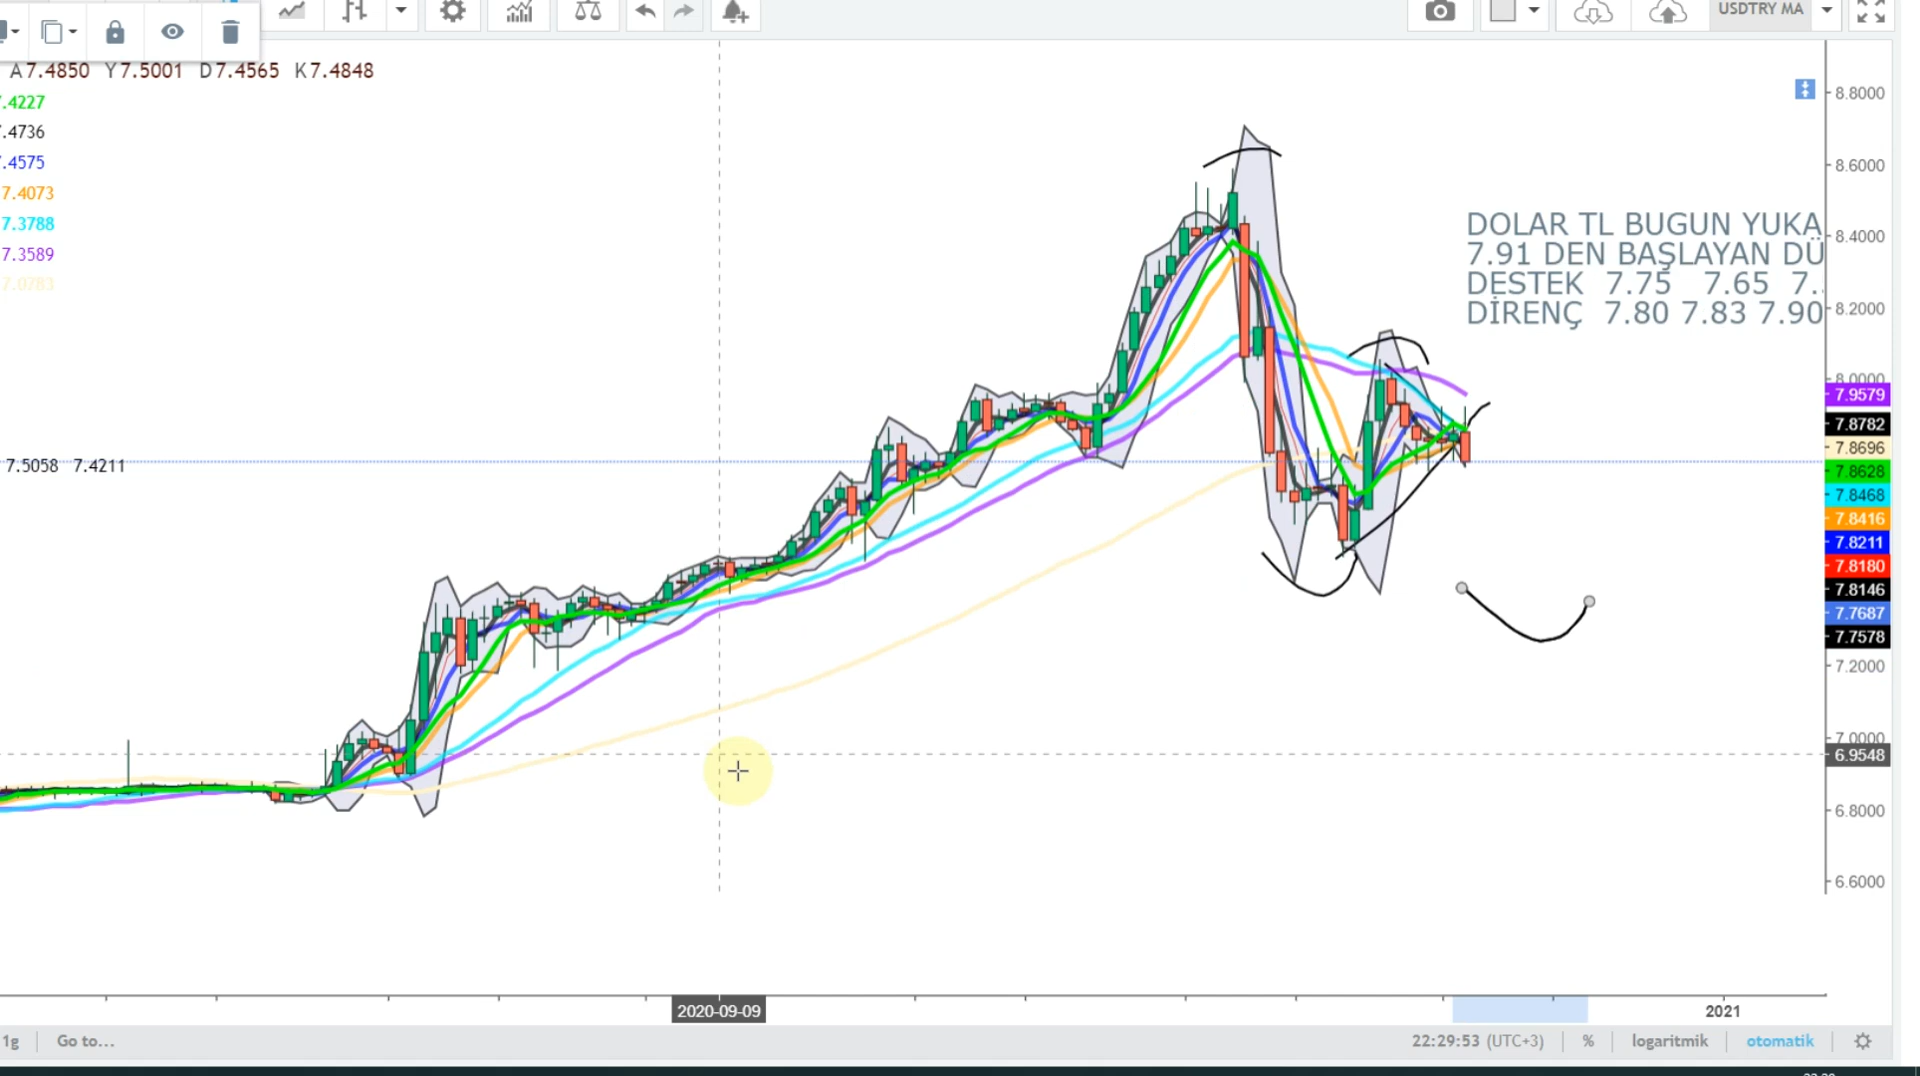 USDTRY MA
A7.4850 Y7.5001 D7.4565 K7.4848
.4227
.4736
.4575
7.4073
7.3788
7.3589
7.0783
7.5058 7.4211
DOLAR TL BUGUN YUKA
7.91 DEN BAŞLAYAN DÜ
DESTEK 7.75 7.65 7.
DİRENÇ 7.80 7.83 7.90
8.8000
8.6000
8.4000
8.2000
8.0000
7.9579
7.8782
7.8696
7.8628
7.8468
7.8416
7.8211
7.8180
7.8146
7.7687
7.7578
7.2000
7.0000
6.9548
6.8000
6.6000
2020-09-09
2021
1g
Go to...
22:29:53 (UTC+3)
%
logaritmik
otomatik